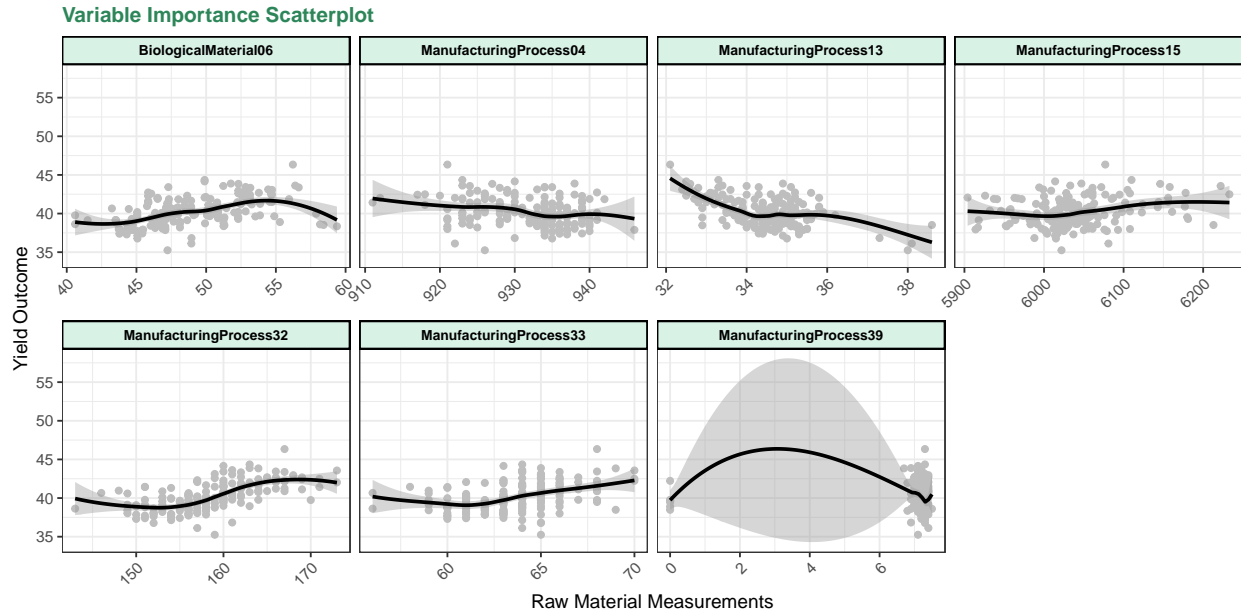 Variable Importance Scatterplot
BiologicalMaterial06 ManufacturingProcess04 ManufacturingProcess13 ManufacturingProcess15
55
50
45
40
35
40 45 50 55 60 910 920 930 940 32 34 36 38 5900 6000 6100 6200
Yield Outcome
ManufacturingProcess32 ManufacturingProcess33 ManufacturingProcess39
55
50
45
40
35
150 160 170 60 65 70 0 2 4 6
Raw Material Measurements